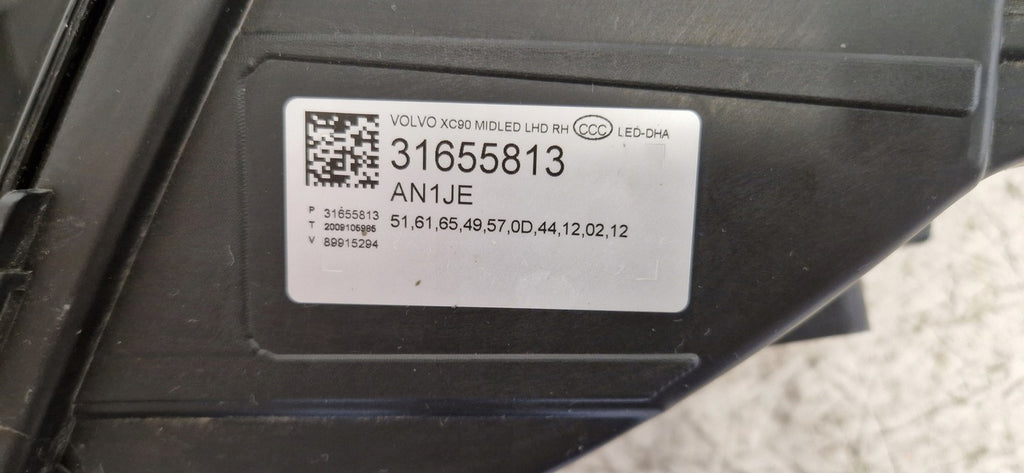 VOLVO XC90 MIDLED LHD RH CCC LED-DHA
31655813
AN1JE
51,61,65,49,57,0D,44,12,02,12
P 31655813
T 2009105985
V 89915294